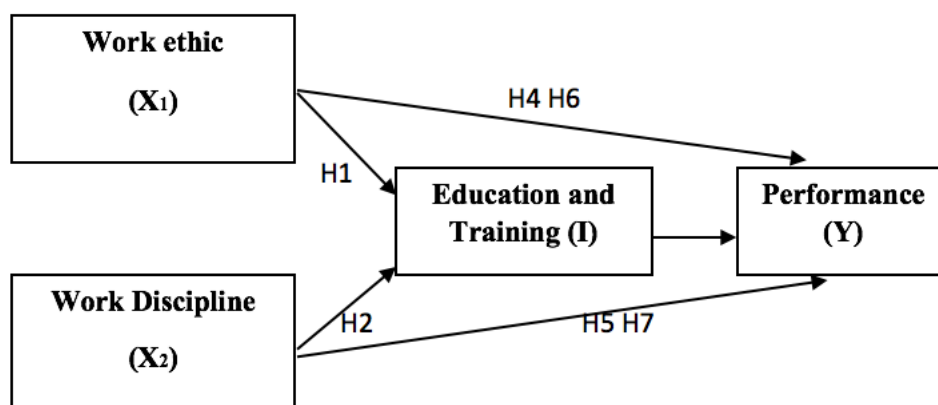 Work ethic
(X1)
H4 H6
H1
Education and
Training (I)
Performance
(Y)
Work Discipline
(X2)
H2
H5 H7